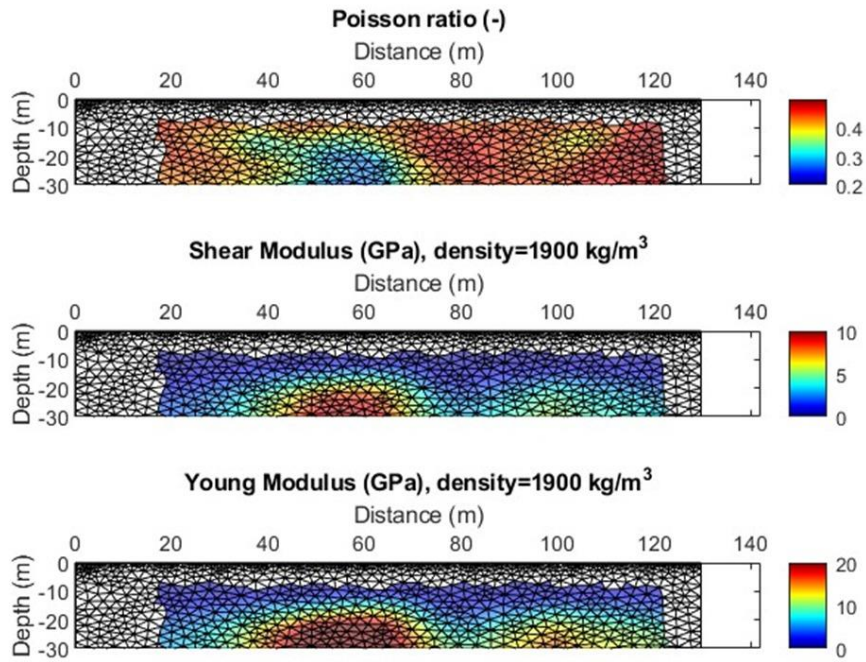 Poisson ratio (-)
Distance (m)
0 20 40 60 80 100 120 140
Depth (m)
0
-10
-20
-30
0.4
0.3
0.2
Shear Modulus (GPa), density=1900 kg/m³
Distance (m)
0 20 40 60 80 100 120 140
Depth (m)
0
-10
-20
-30
10
5
0
Young Modulus (GPa), density=1900 kg/m³
Distance (m)
0 20 40 60 80 100 120 140
Depth (m)
0
-10
-20
-30
20
10
0